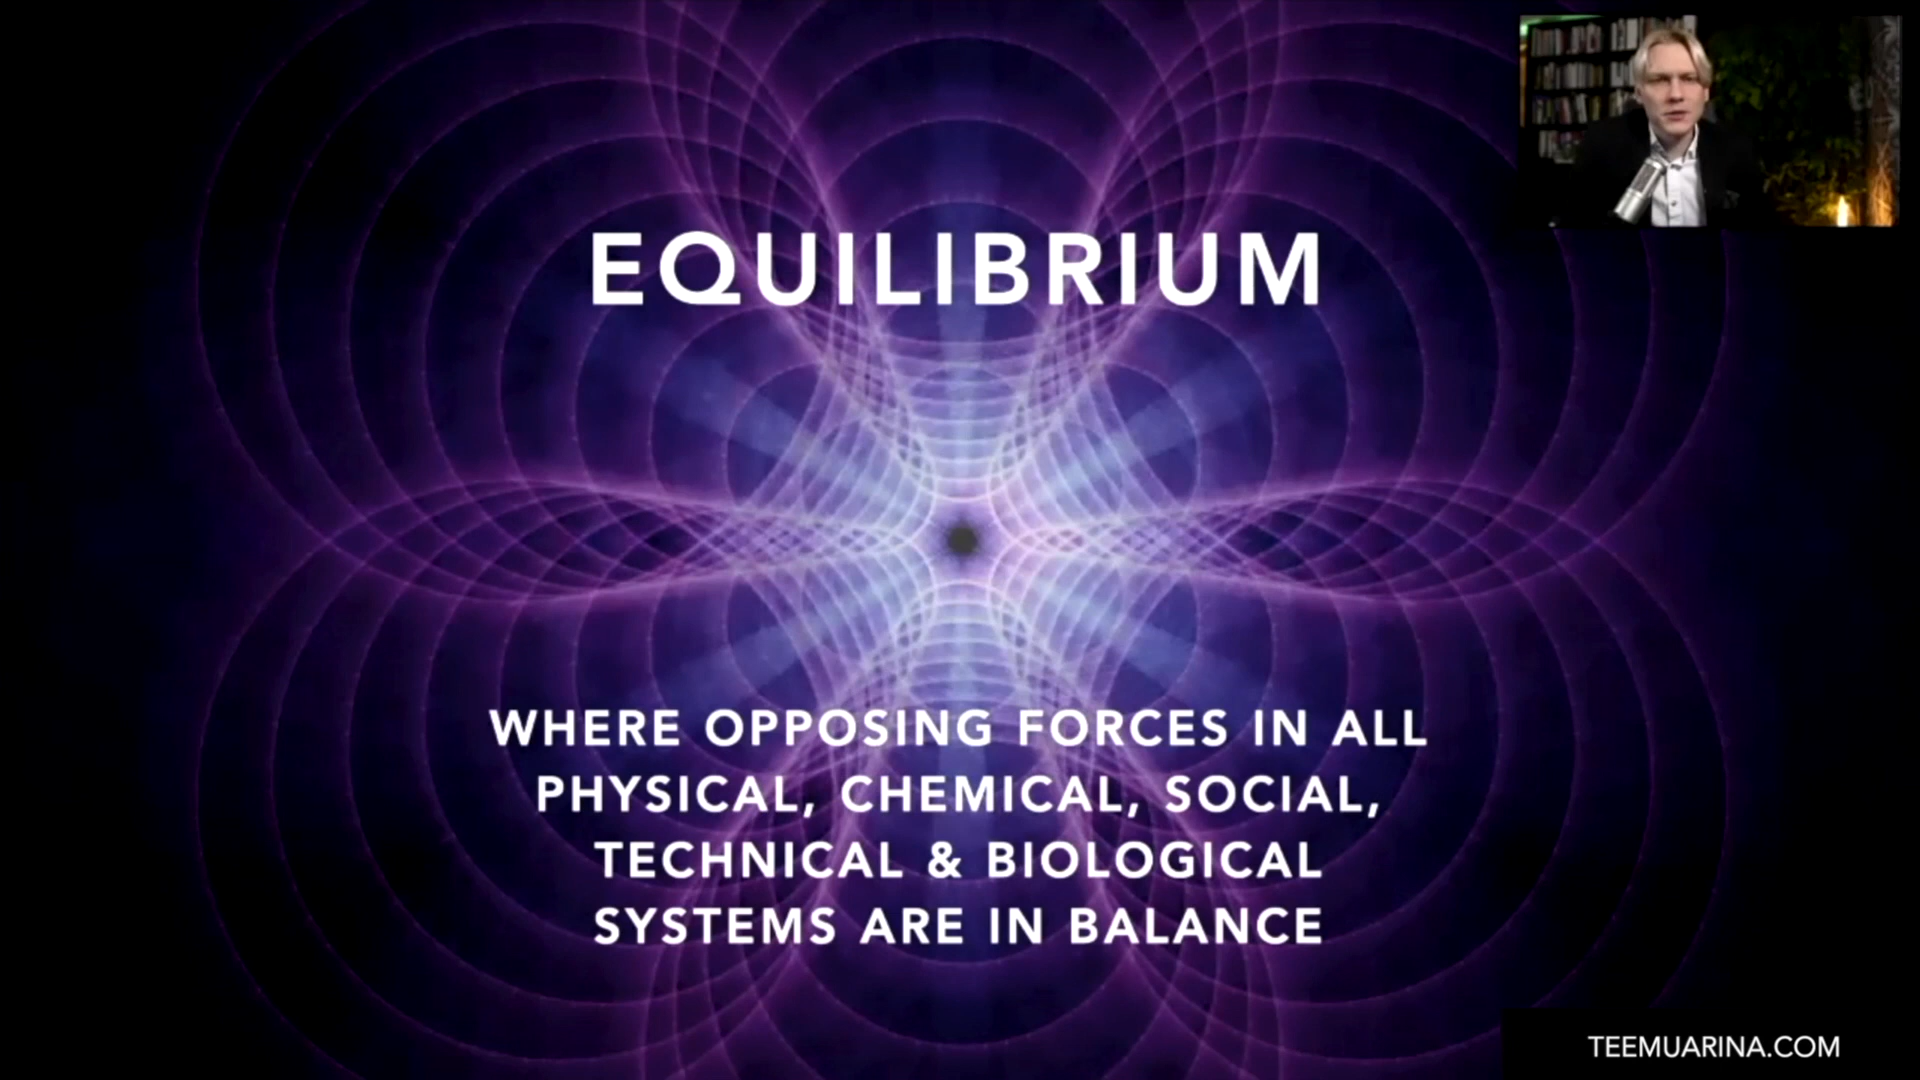 EQUILIBRIUM
WHERE OPPOSING FORCES IN ALL
PHYSICAL, CHEMICAL, SOCIAL,
TECHNICAL & BIOLOGICAL
SYSTEMS ARE IN BALANCE
TEEMUARINA.COM